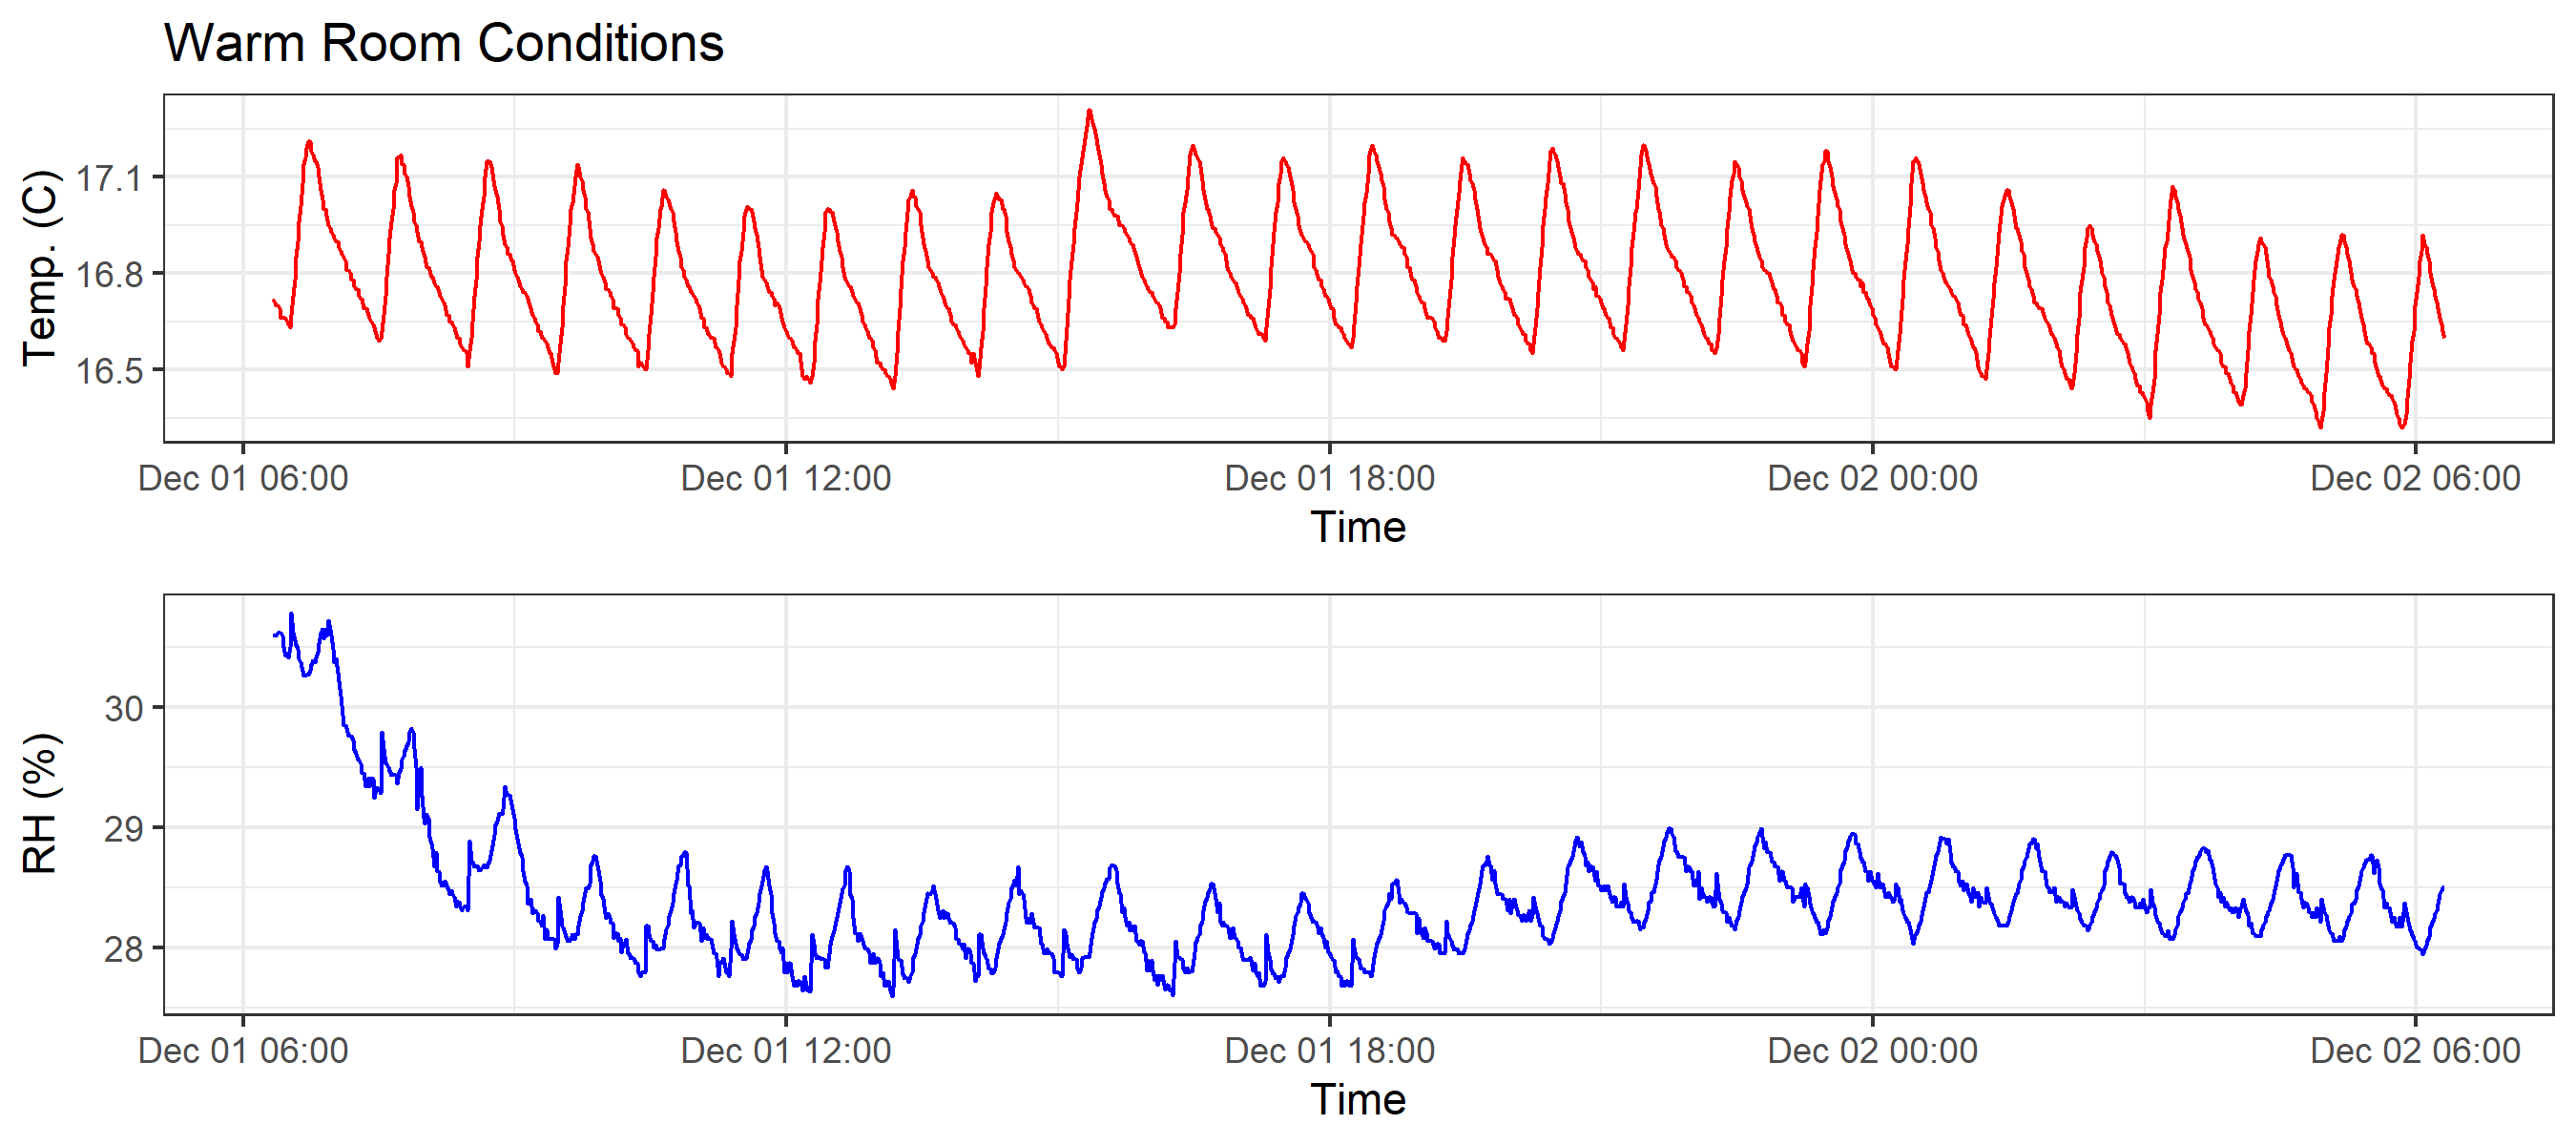 Warm Room Conditions
Temp. (C)
17.1
16.8
16.5
Dec 01 06:00 Dec 01 12:00 Dec 01 18:00 Dec 02 00:00 Dec 02 06:00
Time
RH (%)
30
29
28
Dec 01 06:00 Dec 01 12:00 Dec 01 18:00 Dec 02 00:00 Dec 02 06:00
Time